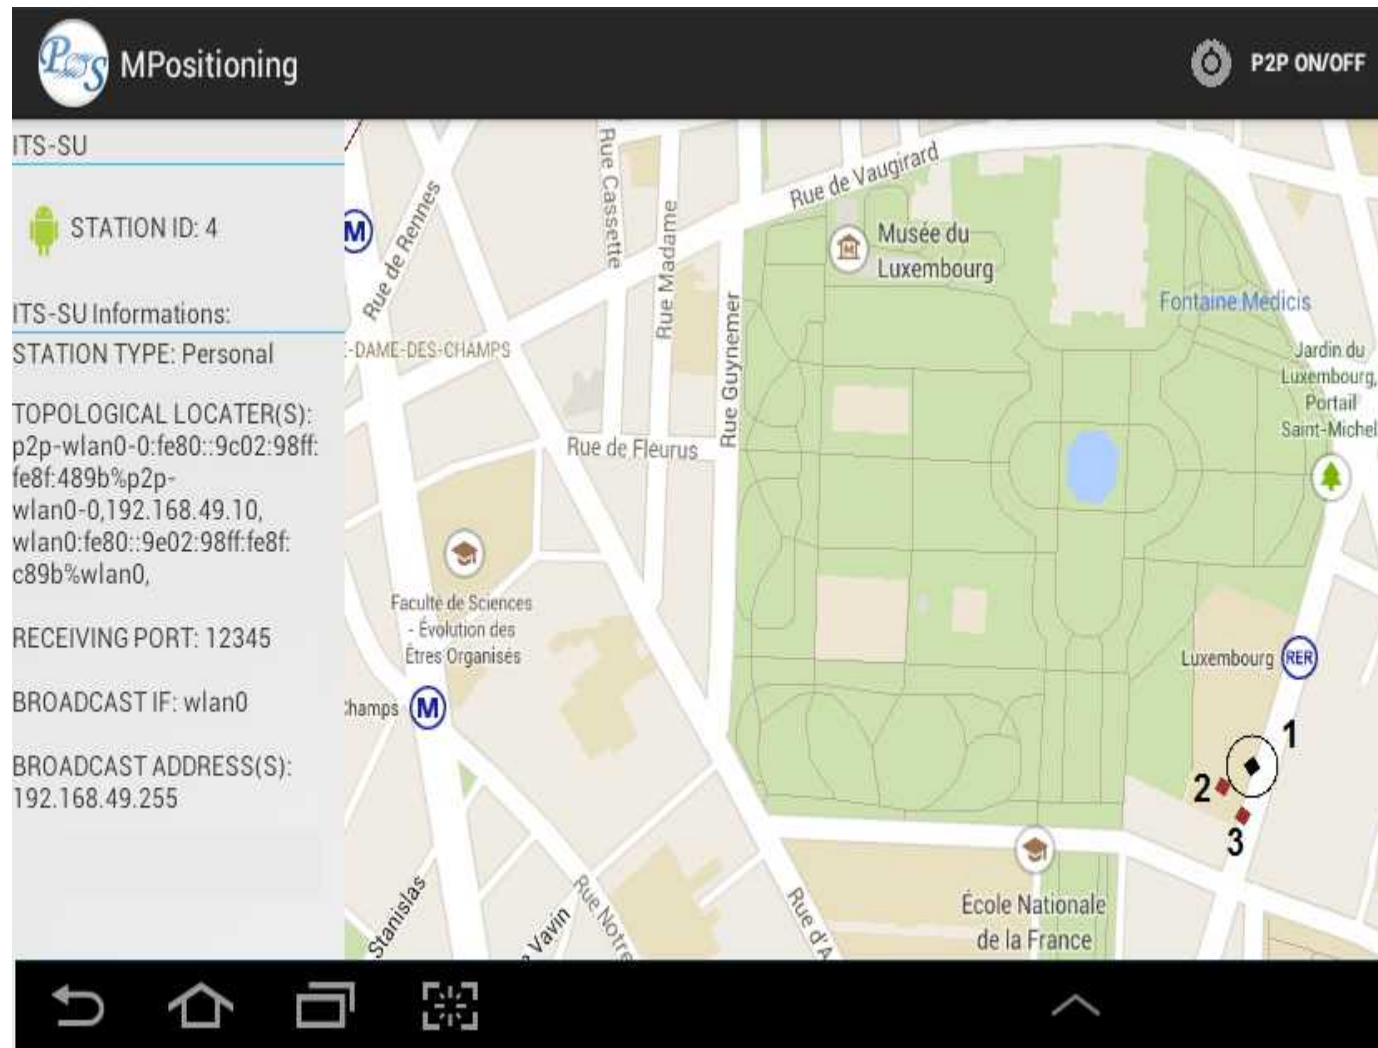 Pos
MPositioning
P2P ON/OFF
ITS-SU
STATION ID: 4
ITS-SU Informations:
STATION TYPE: Personal
TOPOLOGICAL LOCATER(S):
p2p-wlan0-0:fe80::9c02:98ff:
fe8f:489b%p2p-
wlan0-0,192.168.49.10,
wlan0:fe80::9e02:98ff:fe8f:
c89b%wlan0,
RECEIVING PORT: 12345
BROADCAST IF: wlan0
BROADCAST ADDRESS(S):
192.168.49.255
Rue Cassette
Rue de Vaugirard
Rue de Rennes
M
Rue Madame
Musée du
Luxembourg
M
Rue Guynemer
Fontaine Médicis
E-DAME-DES-CHAMPS
Jardin du
Luxembourg,
Portail
Saint-Michel
Rue de Fleurus
Faculté de Sciences
- Évolution des
Êtres Organisés
Luxembourg
RER
hamps
M
1
2
3
École Nationale
de la France
Stanislas
Vavin
Rue Notre
Rue d'A